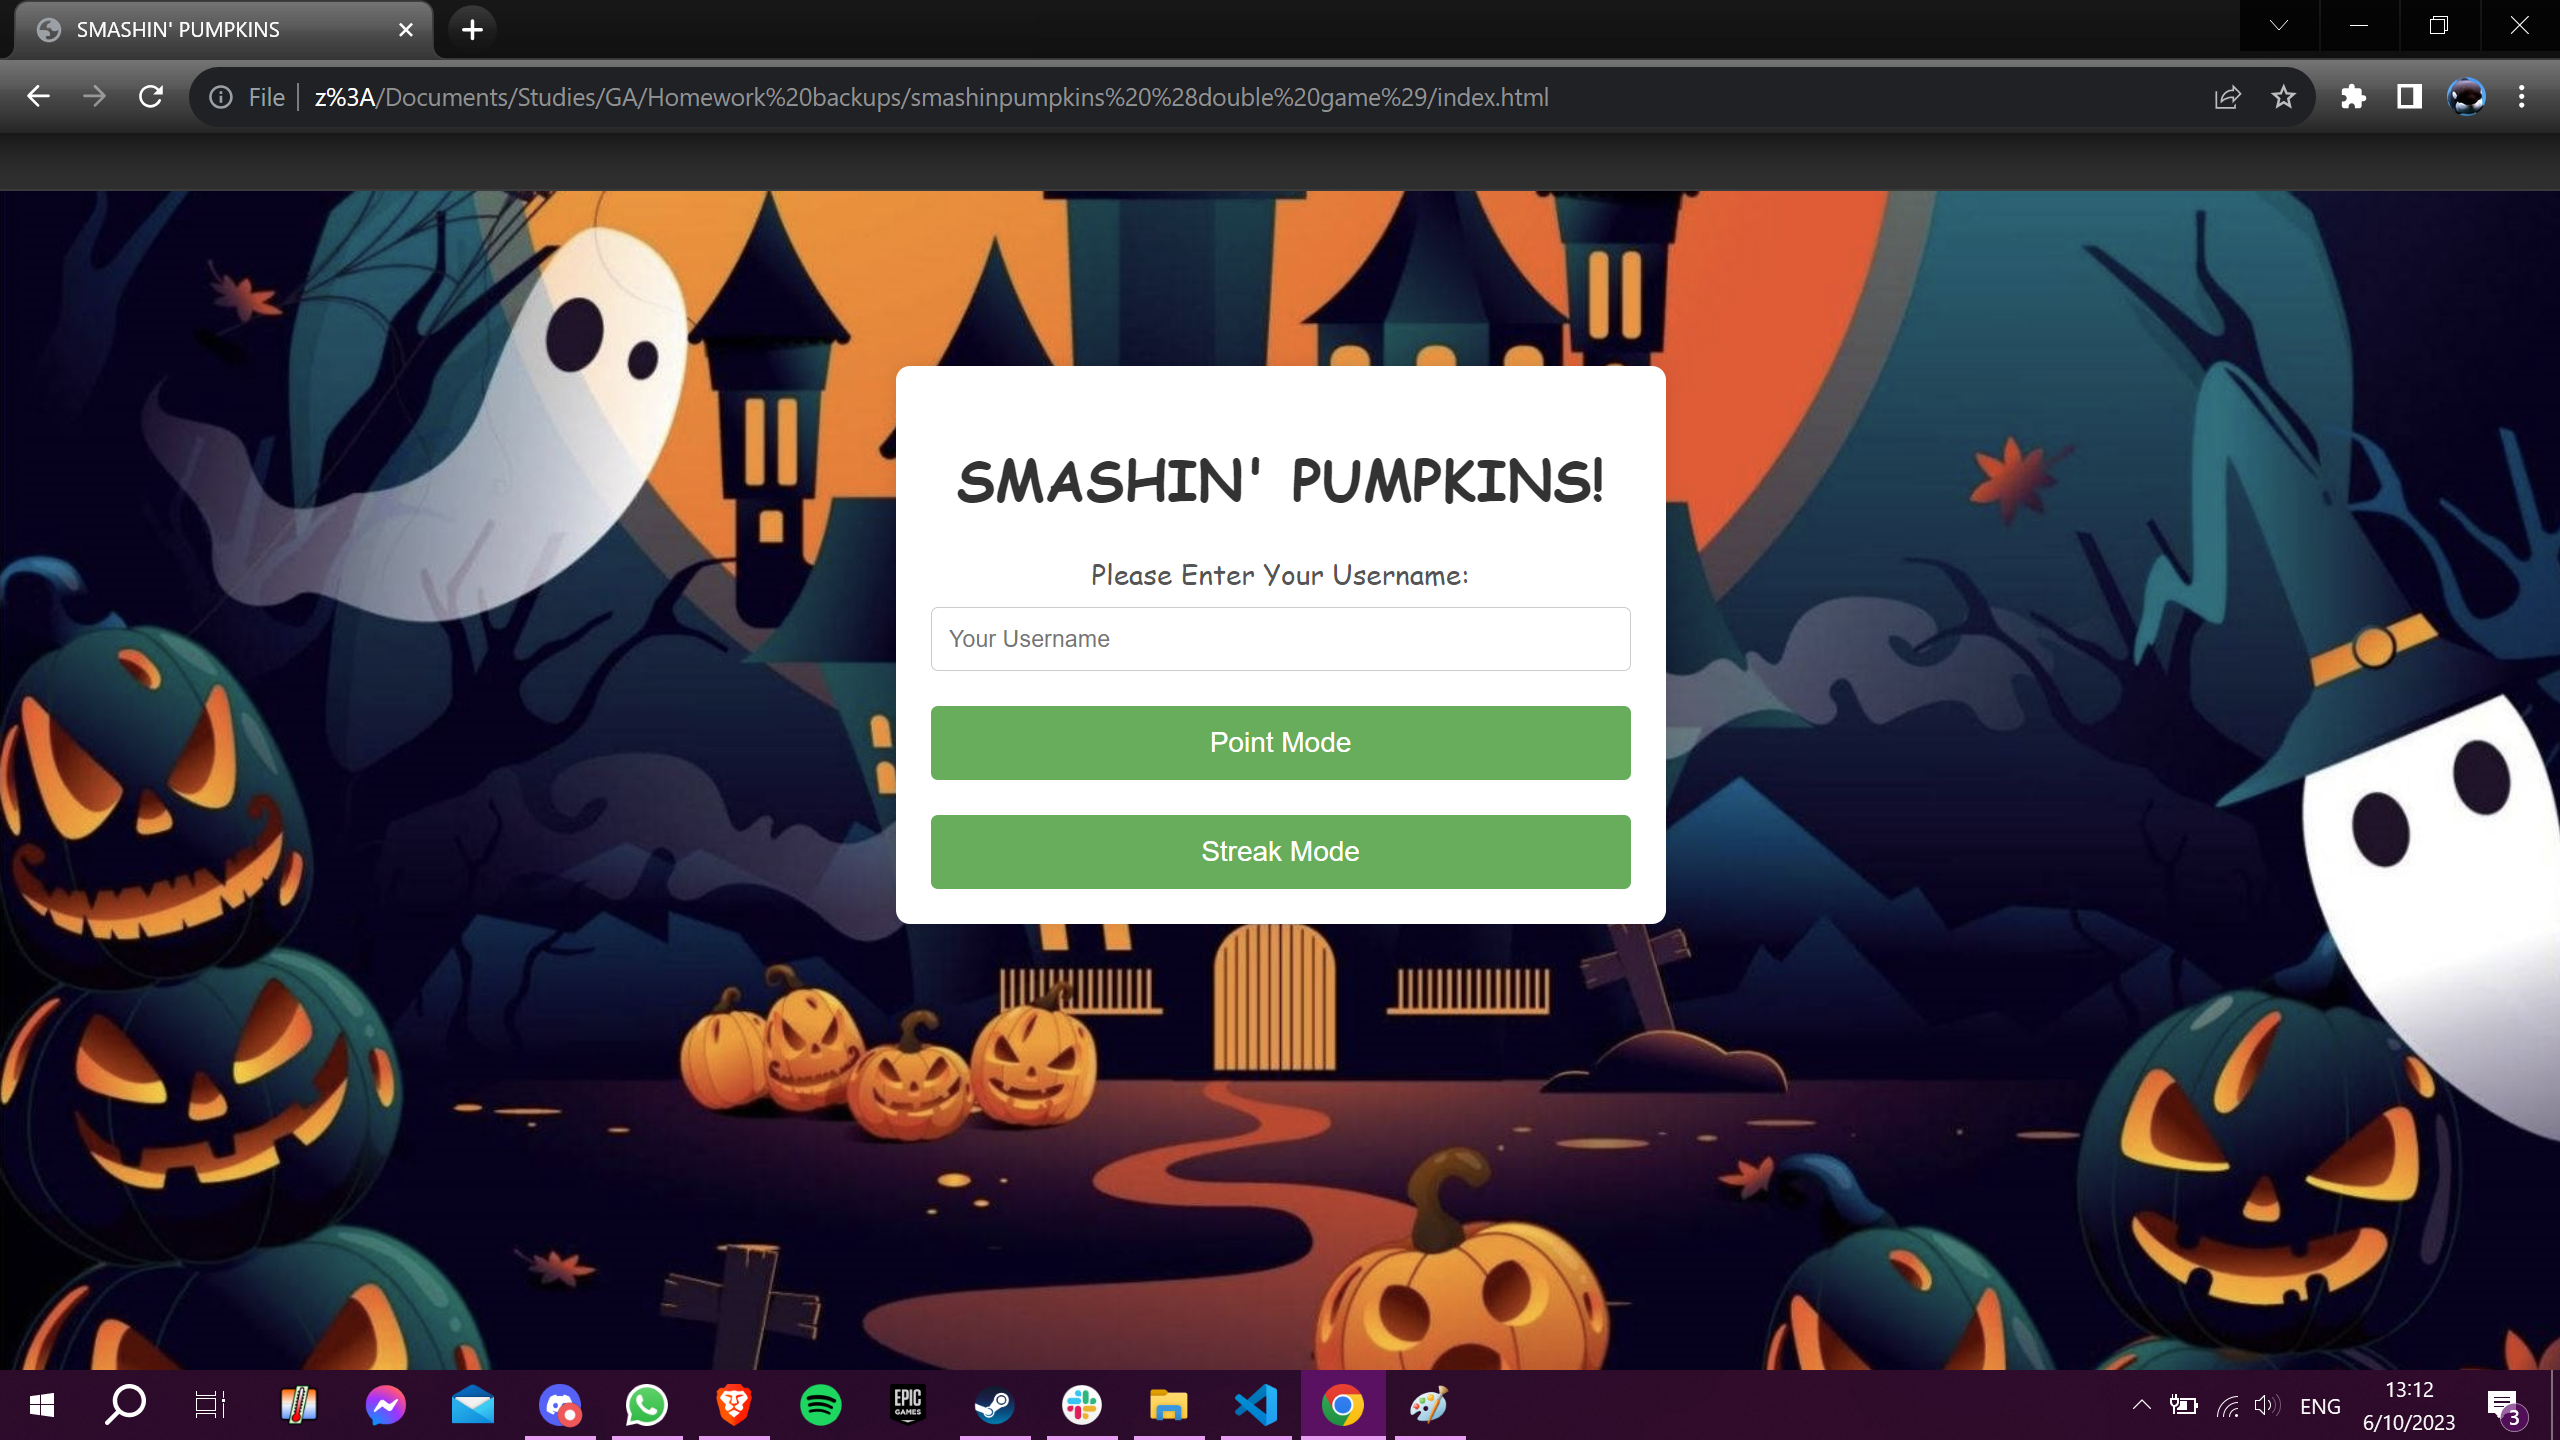 SMASHIN' PUMPKINS
File
z%3A/Documents/Studies/GA/Homework%20backups/smashinpumpkins%20%28double%20game%29/index.html
SMASHIN' PUMPKINS!
Please Enter Your Username:
Your Username
Point Mode
Streak Mode
EPIC
GAMES
ENG
13:12
6/10/2023
3